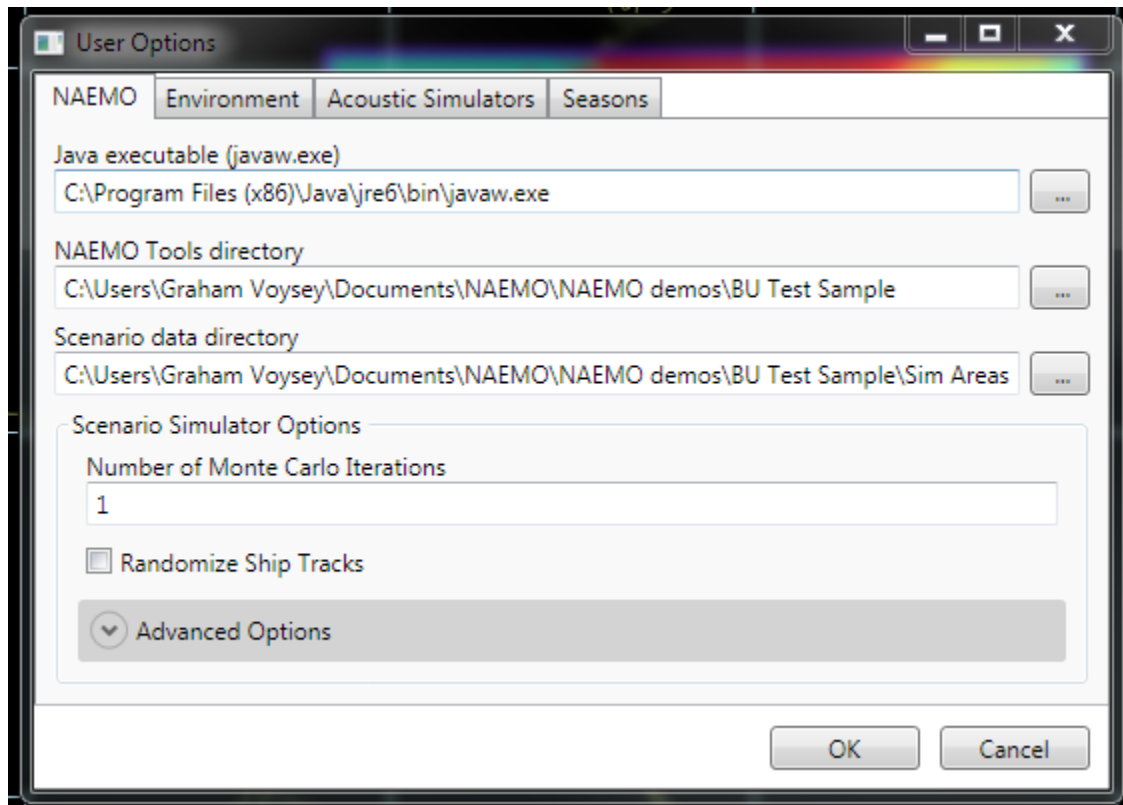 User Options
NAEMO Environment Acoustic Simulators Seasons
Java executable (javaw.exe)
C:\Program Files (x86)\Java\jre6\bin\javaw.exe ...
NAEMO Tools directory
C:\Users\Graham Voysey\Documents\NAEMO\NAEMO demos\BU Test Sample ...
Scenario data directory
C:\Users\Graham Voysey\Documents\NAEMO\NAEMO demos\BU Test Sample\Sim Areas ...
Scenario Simulator Options
Number of Monte Carlo Iterations
1
Randomize Ship Tracks
Advanced Options
OK Cancel